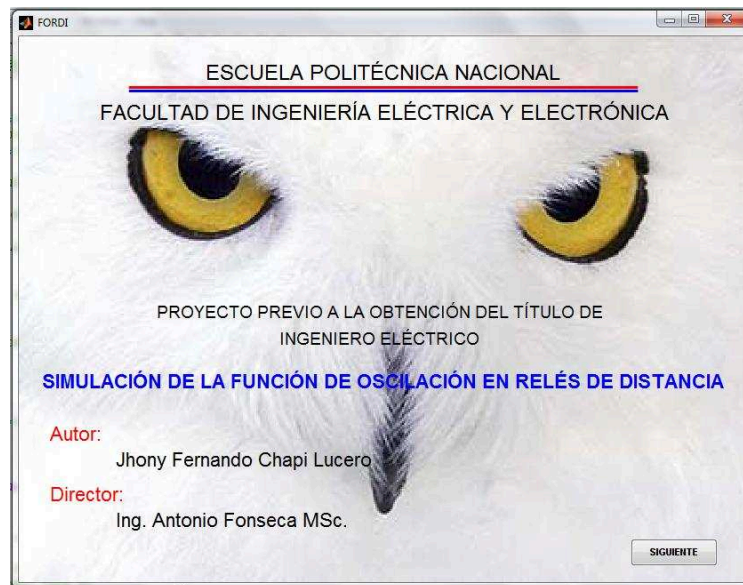 FORDI
ESCUELA POLITÉCNICA NACIONAL
FACULTAD DE INGENIERÍA ELÉCTRICA Y ELECTRÓNICA
PROYECTO PREVIO A LA OBTENCIÓN DEL TÍTULO DE
INGENIERO ELÉCTRICO
SIMULACIÓN DE LA FUNCIÓN DE OSCILACIÓN EN RELÉS DE DISTANCIA
Autor:
Jhony Fernando Chapi Lucero
Director:
Ing. Antonio Fonseca MSc.
SIGUIENTE